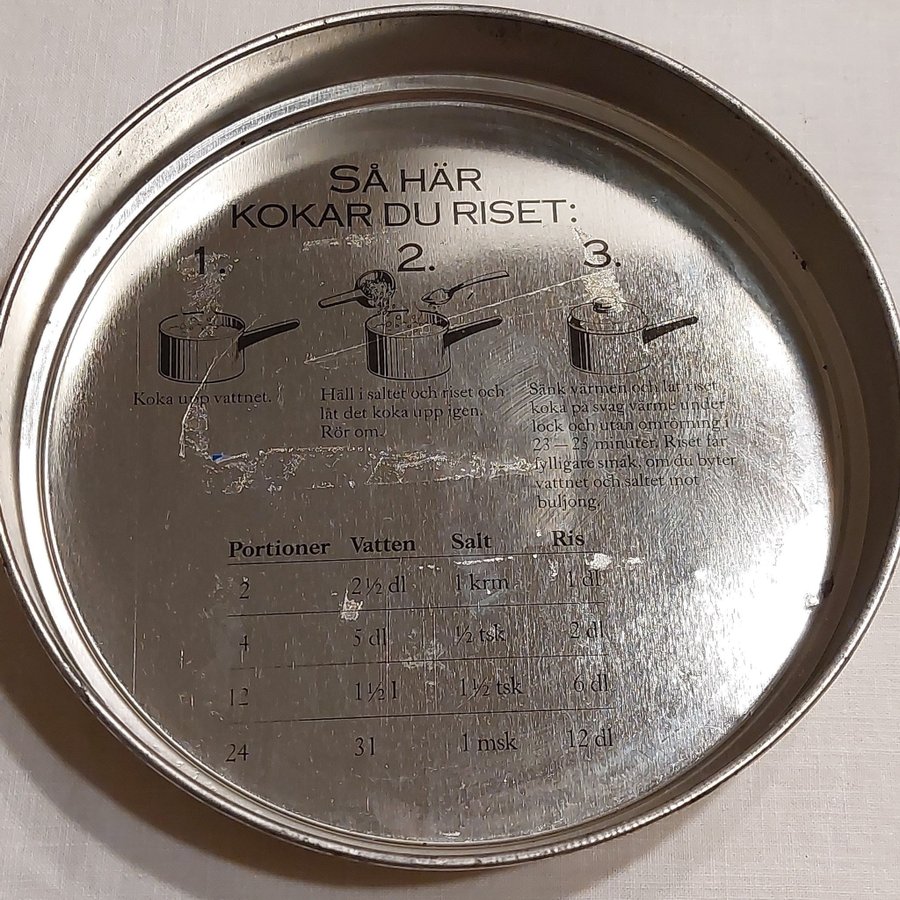 SÅ HÄR
KOKAR DU RISET:
1. 2. 3.
Koka upp vattnet.
Häll i saltet och riset och
låt det koka upp igen.
Rör om.
Sänk värmen och låt riset
koka på svag värme under
lock och utan omrörning i
23 – 25 minuter. Riset får
fylligare smak, om du byter
vattnet och saltet mot
buljong.
Portioner Vatten Salt Ris
2 2½ dl 1 krm 1 dl
4 5 dl ½ tsk 2 dl
12 1½ l 1½ tsk 6 dl
24 3 l 1 msk 12 dl